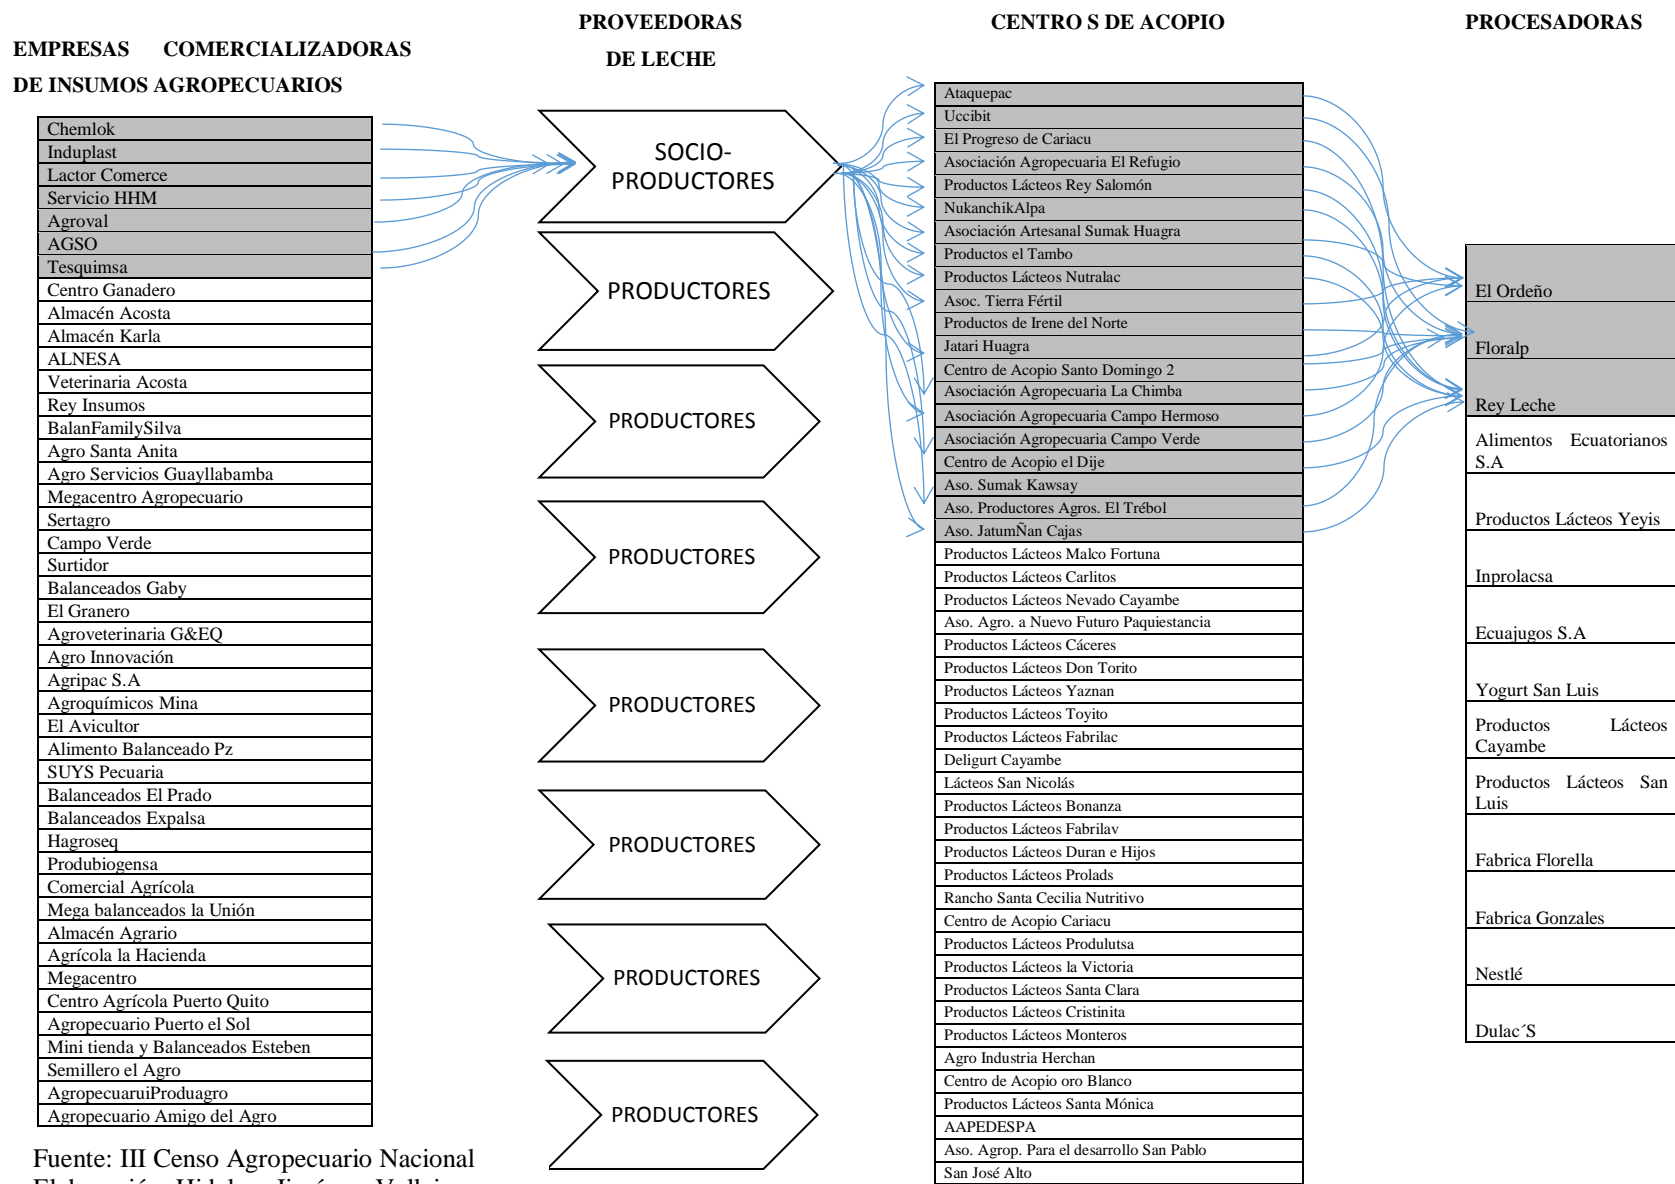 EMPRESAS COMERCIALIZADORAS
DE INSUMOS AGROPECUARIOS
Chemlok
Induplast
Lactor Comerce
Servicio HHM
Agroval
AGSO
Tesquimsa
Centro Ganadero
Almacén Acosta
Almacén Karla
ALNESA
Veterinaria Acosta
Rey Insumos
BalanFamilySilva
Agro Santa Anita
Agro Servicios Guayllabamba
Megacentro Agropecuario
Sertagro
Campo Verde
Surtidor
Balanceados Gaby
El Granero
Agroveterinaria G&EQ
Agro Innovación
Agripac S.A
Agroquímicos Mina
El Avicultor
Alimento Balanceado Pz
SUYS Pecuaria
Balanceados El Prado
Balanceados Expalsa
Hagroseq
Produbiogensa
Comercial Agrícola
Mega balanceados la Unión
Almacén Agrario
Agrícola la Hacienda
Megacentro
Centro Agrícola Puerto Quito
Agropecuario Puerto el Sol
Mini tienda y Balanceados Esteben
Semillero el Agro
AgropecuaruiProduagro
Agropecuario Amigo del Agro
Fuente: III Censo Agropecuario Nacional
PROVEEDORAS
DE LECHE
SOCIO-
PRODUCTORES
PRODUCTORES
PRODUCTORES
PRODUCTORES
PRODUCTORES
PRODUCTORES
PRODUCTORES
PRODUCTORES
CENTRO S DE ACOPIO
Ataquepac
Uccibit
El Progreso de Cariacu
Asociación Agropecuaria El Refugio
Productos Lácteos Rey Salomón
NukanchikAlpa
Asociación Artesanal Sumak Huagra
Productos el Tambo
Productos Lácteos Nutralac
Asoc. Tierra Fértil
Productos de Irene del Norte
Jatari Huagra
Centro de Acopio Santo Domingo 2
Asociación Agropecuaria La Chimba
Asociación Agropecuaria Campo Hermoso
Asociación Agropecuaria Campo Verde
Centro de Acopio el Dije
Aso. Sumak Kawsay
Aso. Productores Agros. El Trébol
Aso. JatumÑan Cajas
Productos Lácteos Malco Fortuna
Productos Lácteos Carlitos
Productos Lácteos Nevado Cayambe
Aso. Agro. a Nuevo Futuro Paquiestancia
Productos Lácteos Cáceres
Productos Lácteos Don Torito
Productos Lácteos Yaznan
Productos Lácteos Toyito
Productos Lácteos Fabrilac
Deligurt Cayambe
Lácteos San Nicolás
Productos Lácteos Bonanza
Productos Lácteos Fabrilav
Productos Lácteos Duran e Hijos
Productos Lácteos Prolads
Rancho Santa Cecilia Nutritivo
Centro de Acopio Cariacu
Productos Lácteos Produlutsa
Productos Lácteos la Victoria
Productos Lácteos Santa Clara
Productos Lácteos Cristinita
Productos Lácteos Monteros
Agro Industria Herchan
Centro de Acopio oro Blanco
Productos Lácteos Santa Mónica
AAPEDESPA
Aso. Agrop. Para el desarrollo San Pablo
San José Alto
PROCESADORAS
El Ordeño
Floralp
Rey Leche
Alimentos Ecuatorianos
S.A
Productos Lácteos Yeyis
Inprolacsa
Ecuajugos S.A
Yogurt San Luis
Productos Lácteos
Cayambe
Productos Lácteos San
Luis
Fabrica Florella
Fabrica Gonzales
Nestlé
Dulac´S